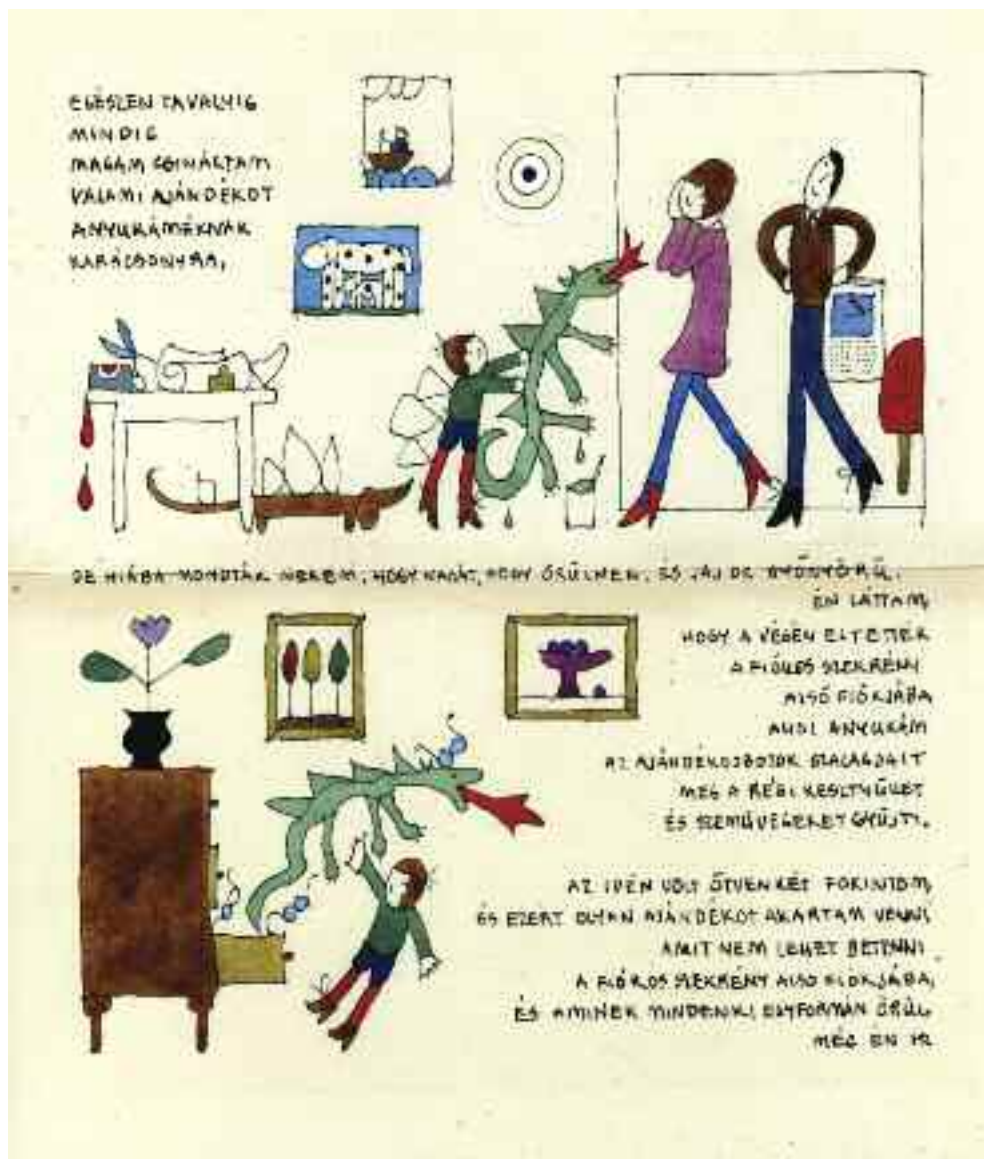 EGÉSZEN TAVALYIG
MINDIG
MAGAM CSINÁLTAM
VALAMI AJÁNDÉKOT
ANYUKÁMÉKNAK
KARÁCSONYRA,
DE HIÁBA MONDTÁK NEKEM, HOGY HAHÁT, HOGY ÖRÜLNEK, ÉS JAJ DE GYÖNYÖRŰ,
ÉN LÁTTAM,
HOGY A VÉGÉN ELTETTÉK
A FIÓKOS SZEKRÉNY
ALSÓ FIÓKJÁBA
AHOL ANYUKÁM
AZ AJÁNDÉKDOBOZOK SZALAGJAIT
MEG A RÉGI KESZTYŰKET
ÉS SZEMÜVEGEKET GYŰJTI.
AZ IDÉN VOLT ÖTVENKÉT FORINTOM,
ÉS EZÉRT OLYAN AJÁNDÉKOT AKARTAM VENNI,
AMIT NEM LEHET BETENNI
A FIÓKOS SZEKRÉNY ALSÓ FIÓKJÁBA,
ÉS AMINEK MINDENKI EGYFORMÁN ÖRÜL
MÉG ÉN IS